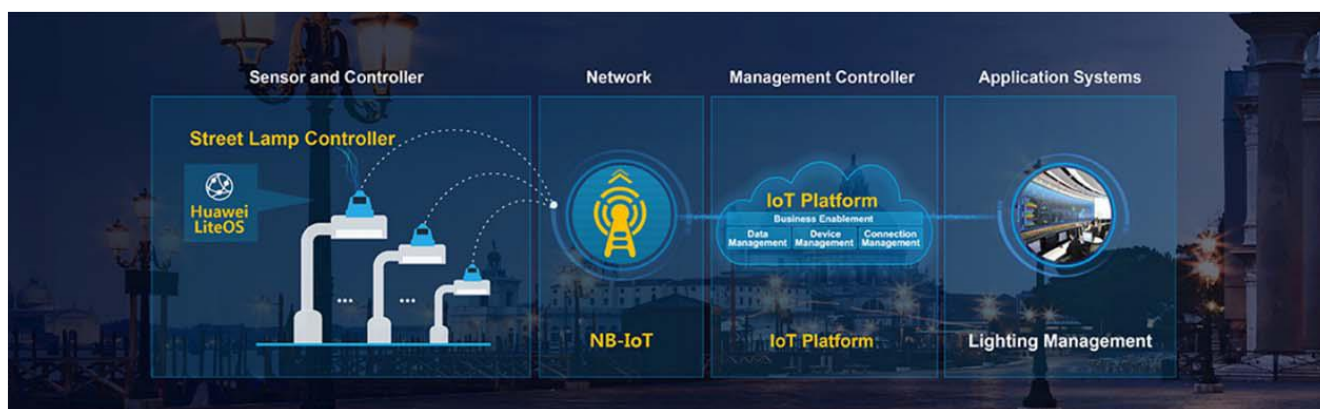 Sensor and Controller
Network
Management Controller
Application Systems
Street Lamp Controller
Huawei
LiteOS
... ...
NB-IoT
IoT Platform
Business Enablement
Data
Management
Device
Management
Connection
Management
IoT Platform
Lighting Management